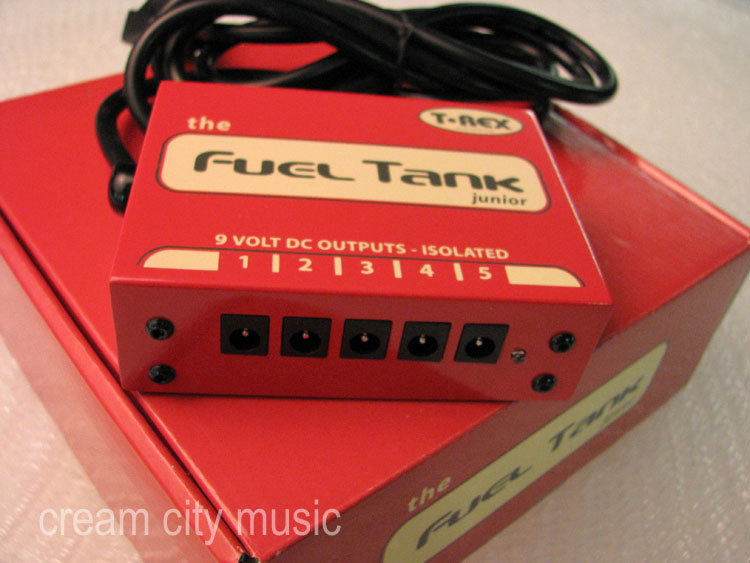 the
T-REX
FUEL TANK
junior
9 VOLT DC OUTPUTS - ISOLATED
1 | 2 | 3 | 4 | 5
the
FUEL TANK
cream city music